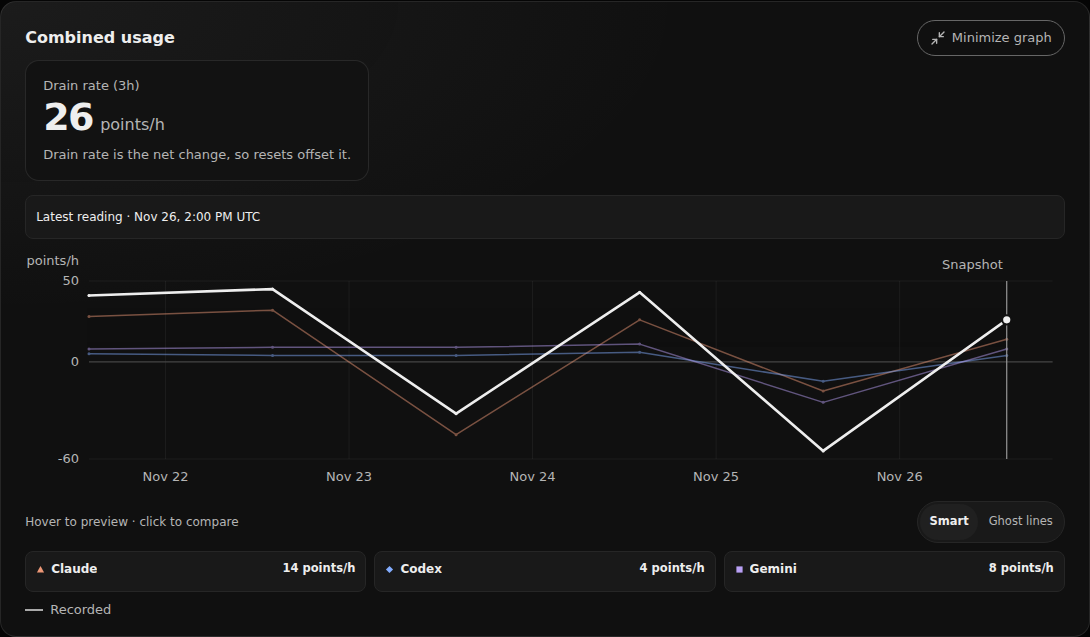 Combined usage
Minimize graph
Drain rate (3h)
26 points/h
Drain rate is the net change, so resets offset it.
Latest reading · Nov 26, 2:00 PM UTC
points/h
Snapshot
50
0
-60
Nov 22
Nov 23
Nov 24
Nov 25
Nov 26
Hover to preview · click to compare
Smart
Ghost lines
Claude
14 points/h
Codex
4 points/h
Gemini
8 points/h
Recorded